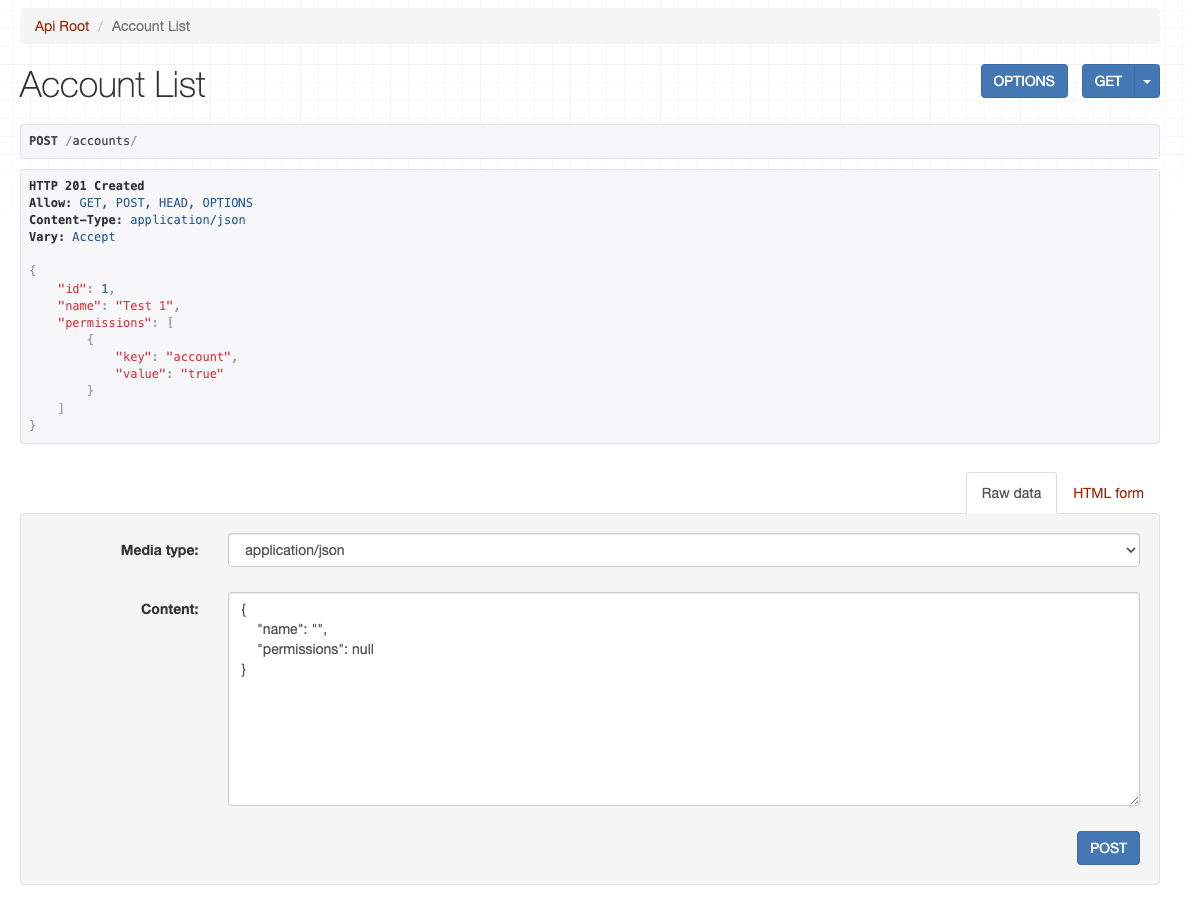 Api Root / Account List
Account List
OPTIONS
GET
POST /accounts/
HTTP 201 Created
Allow: GET, POST, HEAD, OPTIONS
Content-Type: application/json
Vary: Accept
{
    "id": 1,
    "name": "Test 1",
    "permissions": [
        {
            "key": "account",
            "value": "true"
        }
    ]
}
Raw data
HTML form
Media type:
application/json
Content:
{
    "name": "",
    "permissions": null
}
POST